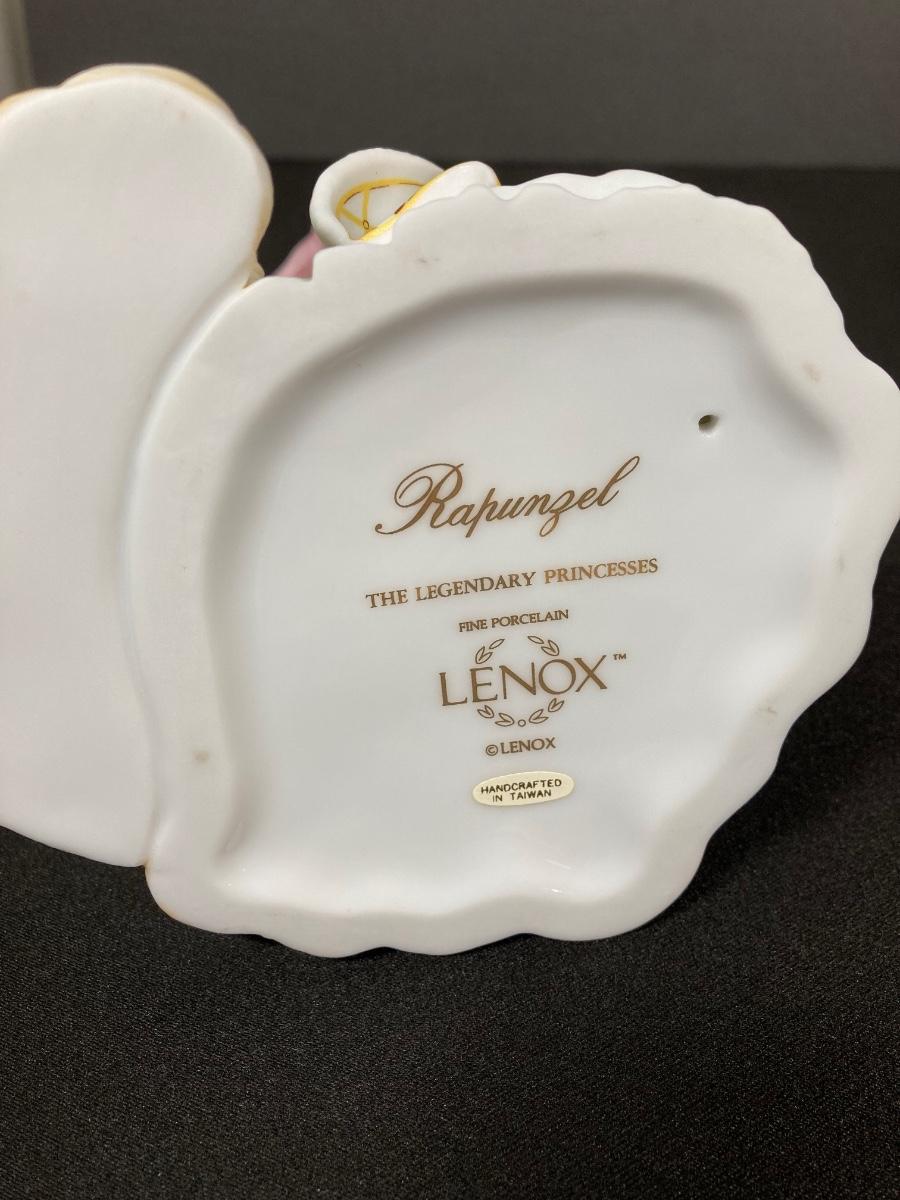 Rapunzel
THE LEGENDARY PRINCESSES
FINE PORCELAIN
LENOX™
©LENOX
HANDCRAFTED
IN TAIWAN